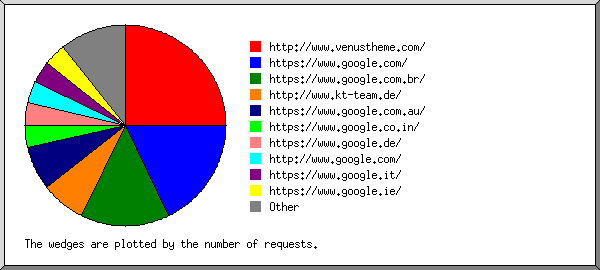 http://www.venustheme.com/
https://www.google.com/
https://www.google.com.br/
http://www.kt-team.de/
https://www.google.com.au/
https://www.google.co.in/
https://www.google.de/
http://www.google.com/
https://www.google.it/
https://www.google.ie/
Other
The wedges are plotted by the number of requests.